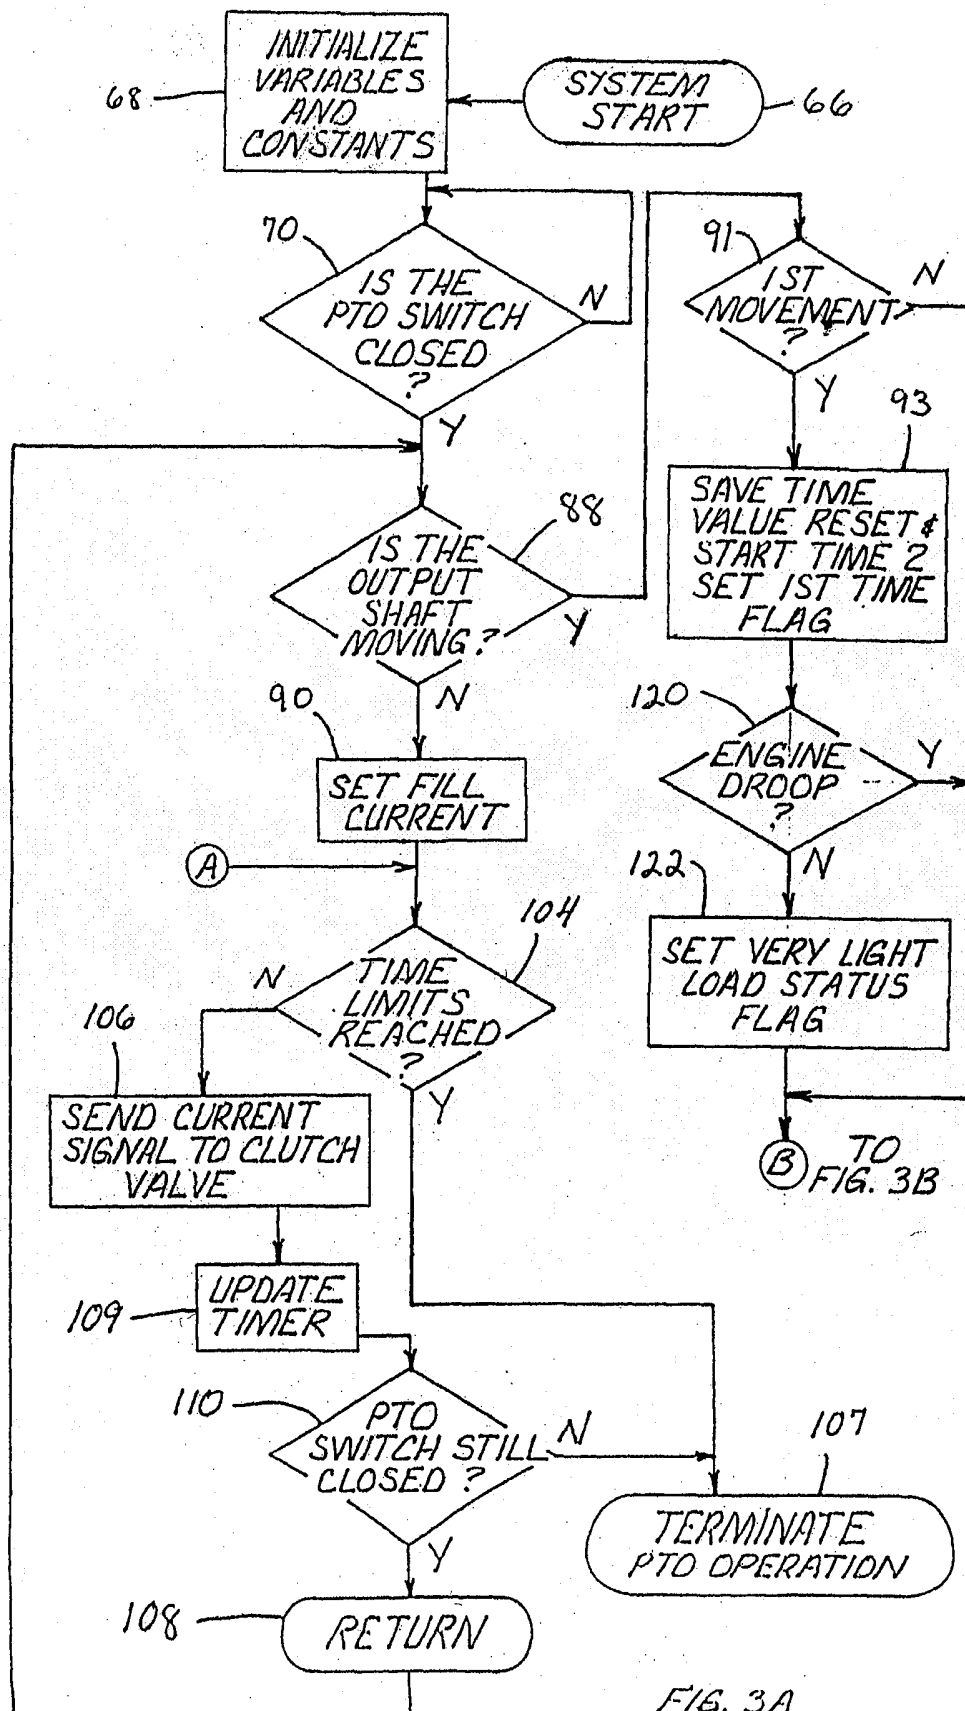 INITIALIZE
VARIABLES
AND
CONSTANTS
68
SYSTEM
START
66
70
IS THE
PTO SWITCH
CLOSED
?
N
Y
91
1ST
MOVEMENT
?
N
Y
88
IS THE
OUTPUT
SHAFT
MOVING?
Y
N
93
SAVE TIME
VALUE RESET &
START TIME 2
SET 1ST TIME
FLAG
90
SET FILL
CURRENT
120
ENGINE
DROOP
?
Y
N
A
122
SET VERY LIGHT
LOAD STATUS
FLAG
104
TIME
LIMITS
REACHED
?
N
Y
106
SEND CURRENT
SIGNAL TO CLUTCH
VALVE
B
TO
FIG. 3B
109
UPDATE
TIMER
110
PTO
SWITCH STILL
CLOSED ?
N
Y
107
TERMINATE
PTO OPERATION
108
RETURN
FIG. 3A